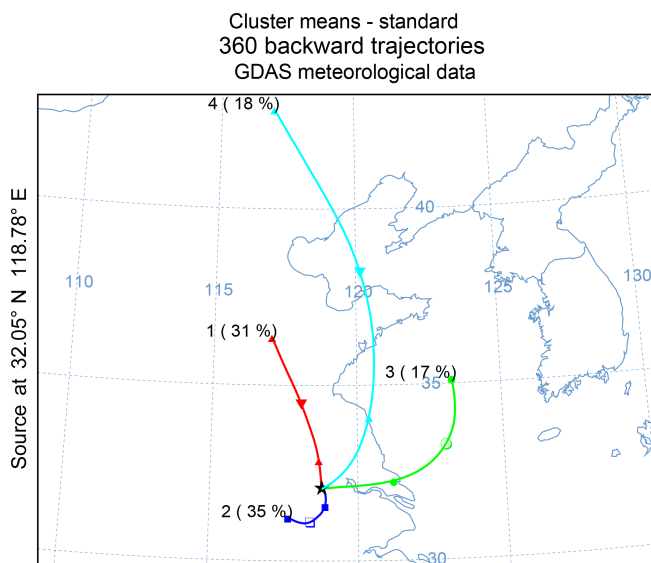 Cluster means - standard
360 backward trajectories
GDAS meteorological data
Source at 32.05° N 118.78° E
4 ( 18 %)
40
110
115
120
125
130
1 ( 31 %)
3 ( 17 %)
35
2 ( 35 %)
30